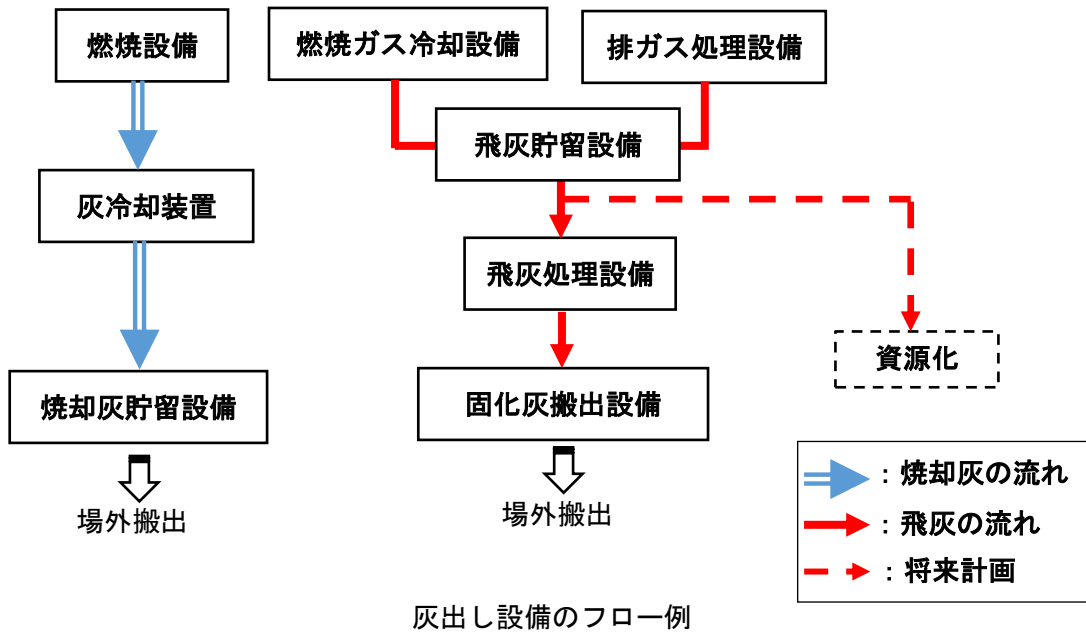 燃焼設備
燃焼ガス冷却設備
排ガス処理設備
飛灰貯留設備
灰冷却装置
飛灰処理設備
資源化
焼却灰貯留設備
固化灰搬出設備
場外搬出
場外搬出
：焼却灰の流れ
：飛灰の流れ
：将来計画
灰出し設備のフロー例